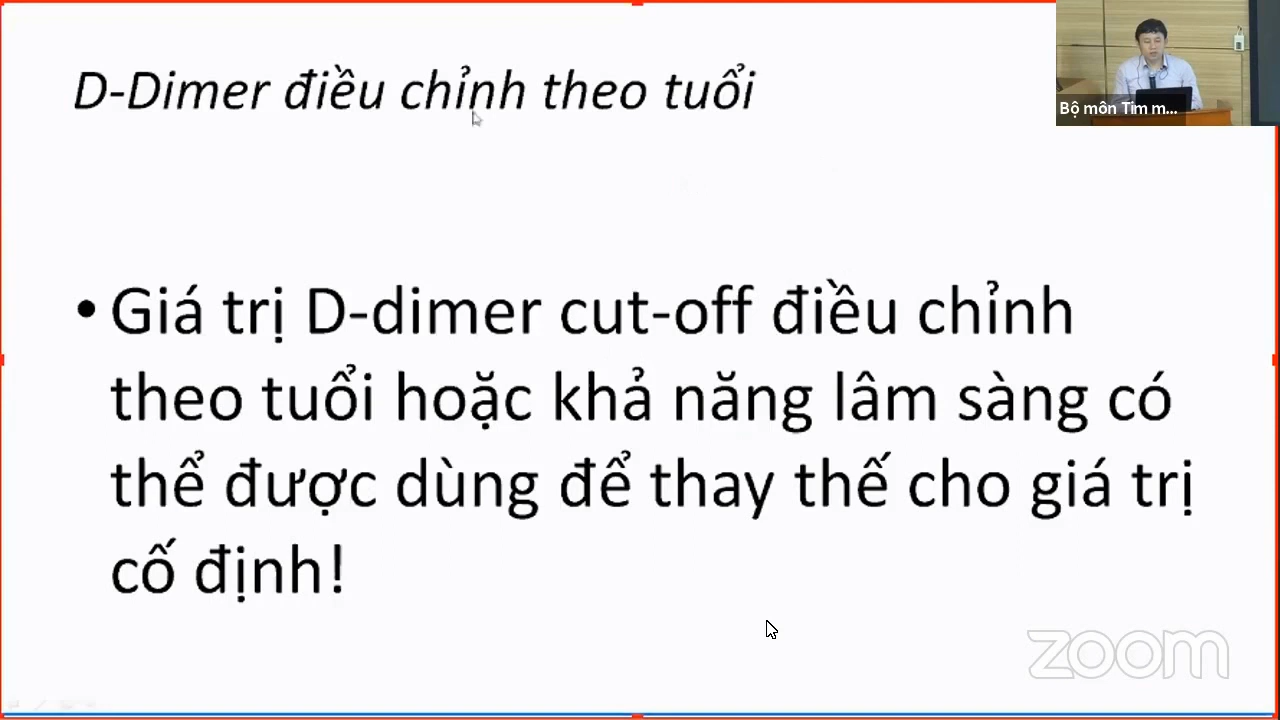 D-Dimer điều chỉnh theo tuổi
Bộ môn Tim m...
• Giá trị D-dimer cut-off điều chỉnh
theo tuổi hoặc khả năng lâm sàng có
thể được dùng để thay thế cho giá trị
cố định!
zoom